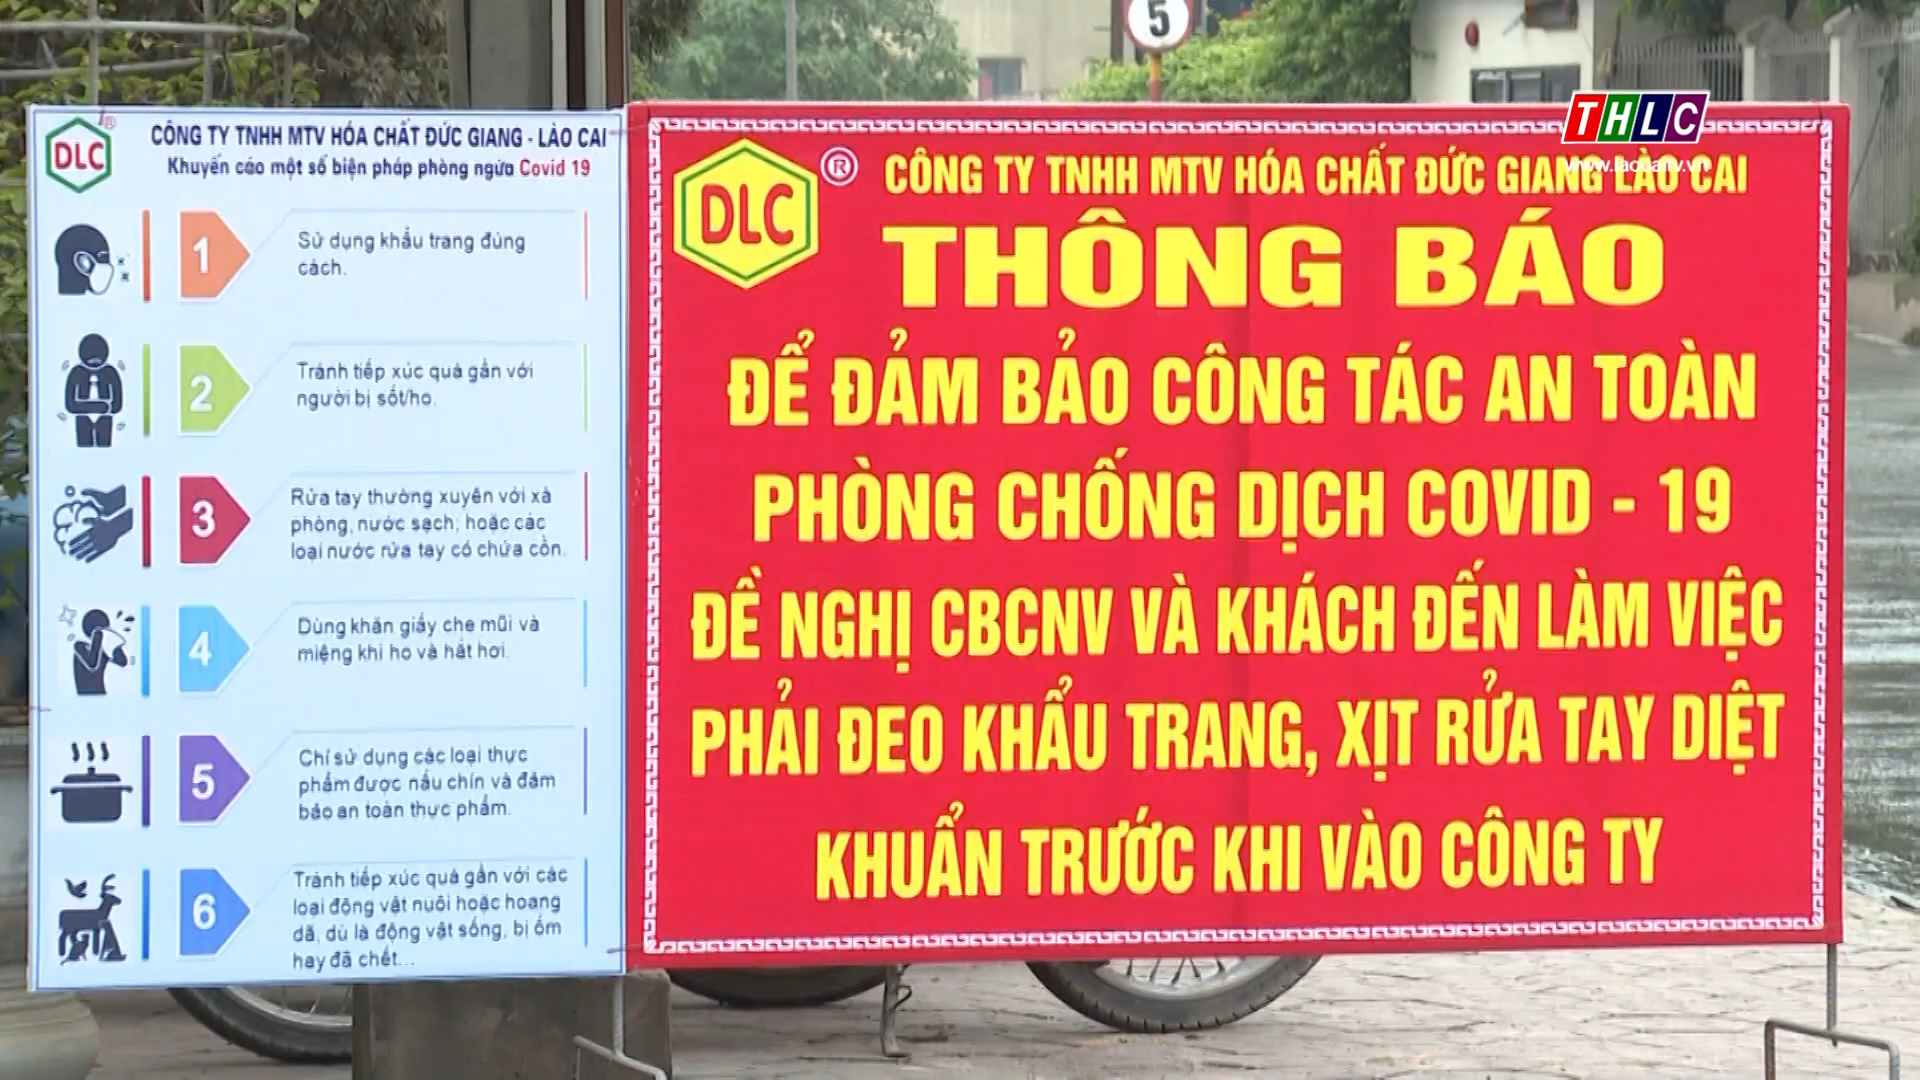 5
THLC
www.laocaitv.vn
DLC
CÔNG TY TNHH MTV HÓA CHẤT ĐỨC GIANG - LÀO CAI
Khuyến cáo một số biện pháp phòng ngừa Covid 19
1
Sử dụng khẩu trang đúng
cách.
2
Tránh tiếp xúc quá gần với
người bị sốt/ho.
3
Rửa tay thường xuyên với xà
phòng, nước sạch; hoặc các
loại nước rửa tay có chứa cồn.
4
Dùng khăn giấy che mũi và
miệng khi ho và hắt hơi.
5
Chỉ sử dụng các loại thực
phẩm được nấu chín và đảm
bảo an toàn thực phẩm.
6
Tránh tiếp xúc quá gần với các
loại động vật nuôi hoặc hoang
dã, dù là động vật sống, bị ốm
hay đã chết...
DLC ®
CÔNG TY TNHH MTV HÓA CHẤT ĐỨC GIANG LÀO CAI
THÔNG BÁO
ĐỂ ĐẢM BẢO CÔNG TÁC AN TOÀN
PHÒNG CHỐNG DỊCH COVID - 19
ĐỀ NGHỊ CBCNV VÀ KHÁCH ĐẾN LÀM VIỆC
PHẢI ĐEO KHẨU TRANG, XỊT RỬA TAY DIỆT
KHUẨN TRƯỚC KHI VÀO CÔNG TY